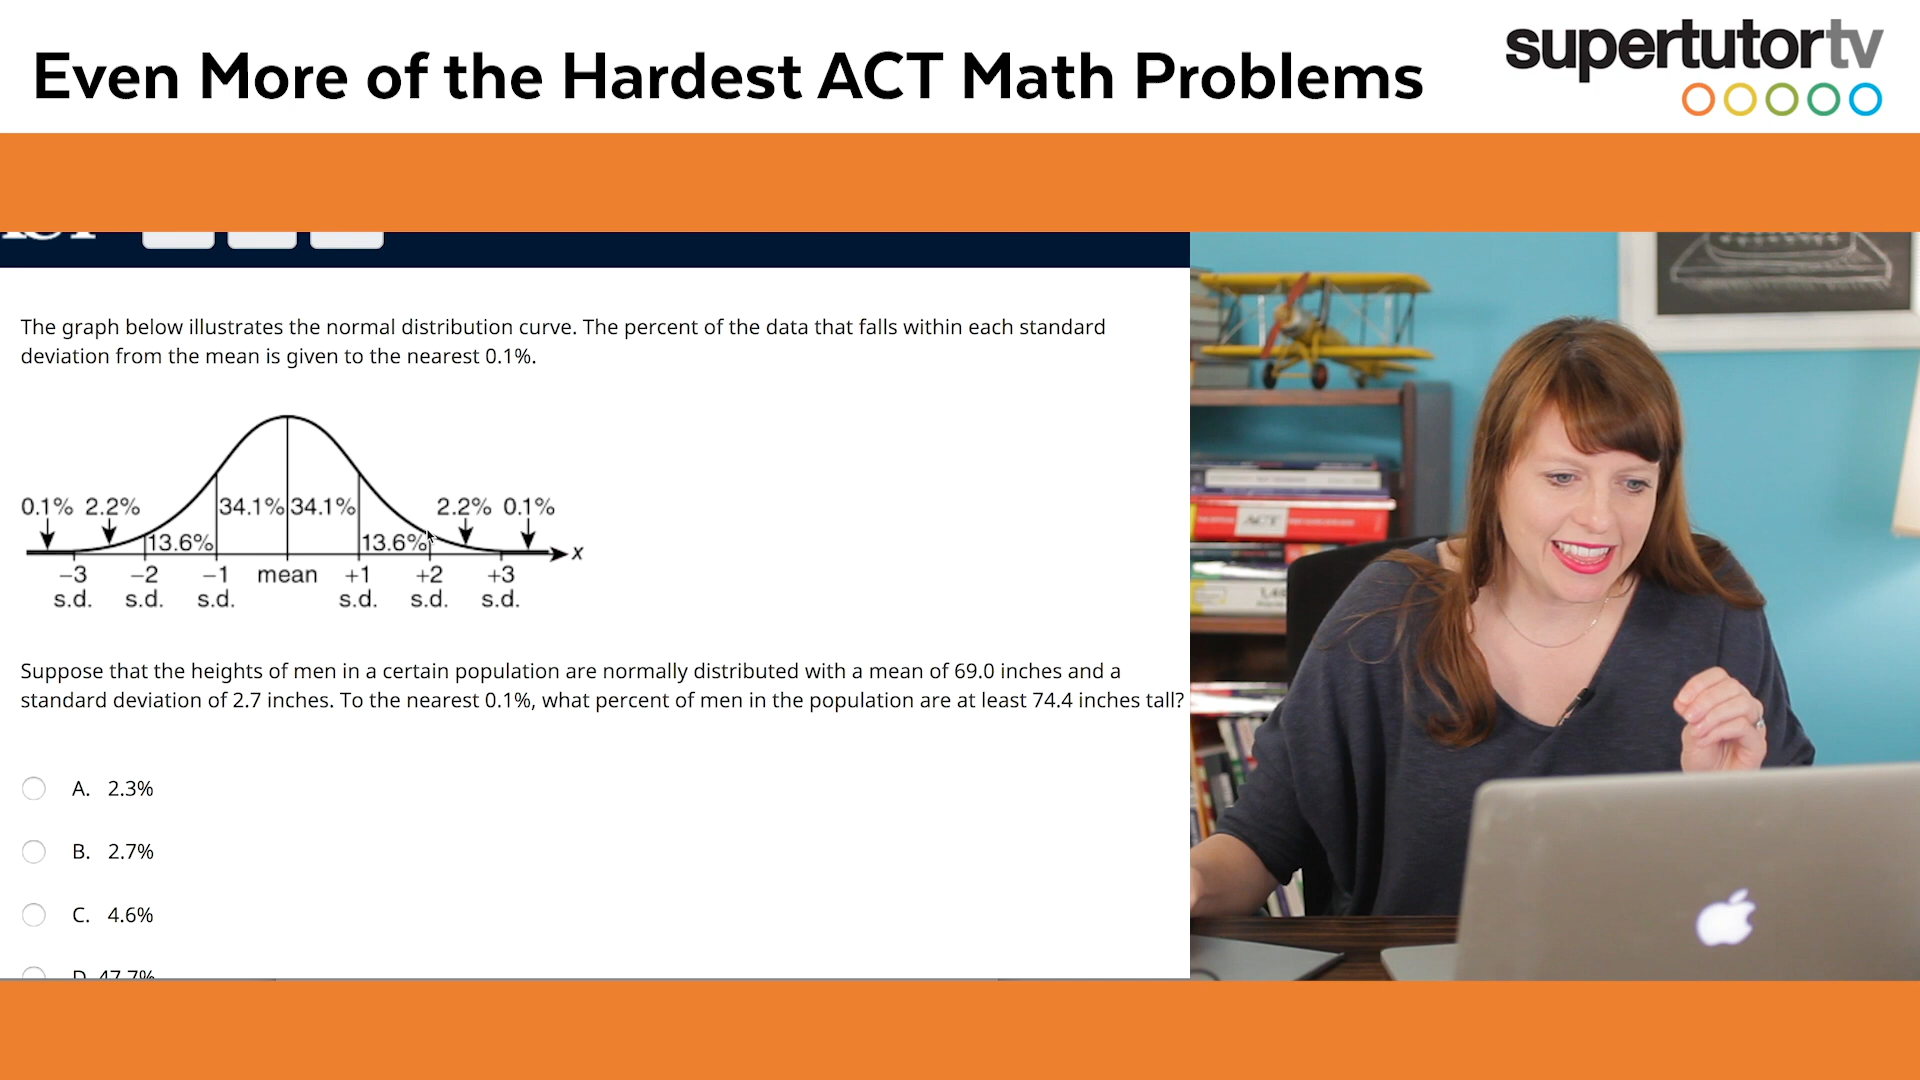 Even More of the Hardest ACT Math Problems
supertutortv
The graph below illustrates the normal distribution curve. The percent of the data that falls within each standard
deviation from the mean is given to the nearest 0.1%.
0.1% 2.2% 34.1% 34.1% 2.2% 0.1%
13.6% 13.6%
x
−3 −2 −1 mean +1 +2 +3
s.d. s.d. s.d. s.d. s.d. s.d.
Suppose that the heights of men in a certain population are normally distributed with a mean of 69.0 inches and a
standard deviation of 2.7 inches. To the nearest 0.1%, what percent of men in the population are at least 74.4 inches tall?
A. 2.3%
B. 2.7%
C. 4.6%
D. 47.7%
ACT